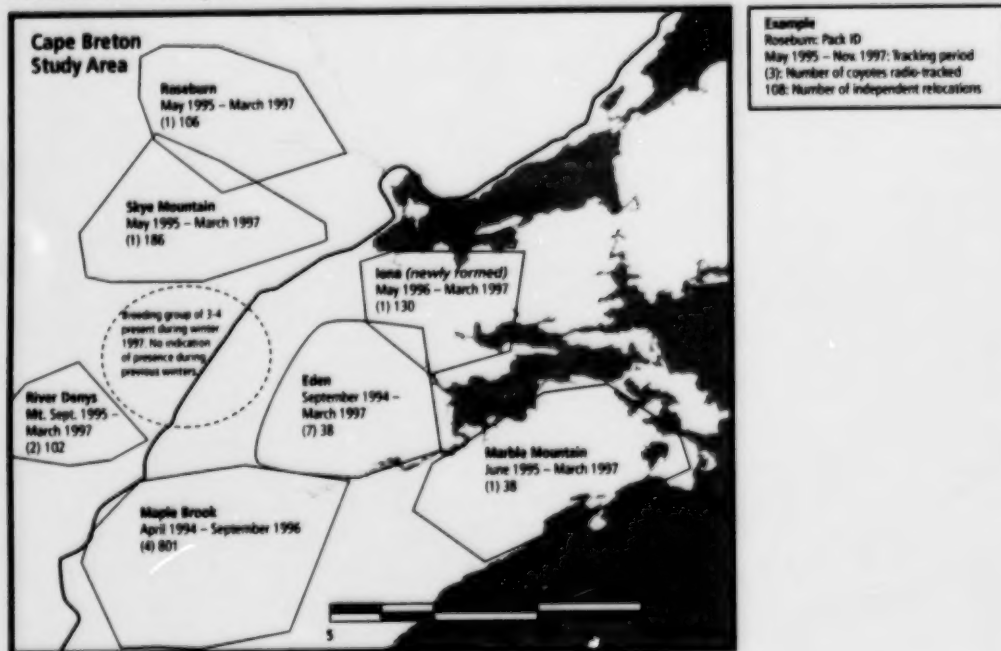 Cape Breton
Study Area
Roseburn
May 1995 – March 1997
(1) 106
Skye Mountain
May 1995 – March 1997
(1) 186
Iona (newly formed)
May 1996 – March 1997
(1) 130
Breeding group of 3-4
present during winter
1997. No indication
of presence during
previous winters.
Eden
September 1994 –
March 1997
(7) 38
River Denys
Mt. Sept. 1995 –
March 1997
(2) 102
Marble Mountain
June 1995 – March 1997
(1) 38
Maple Brook
April 1994 – September 1996
(4) 801
5
Example
Roseburn: Pack ID
May 1995 – Nov. 1997: Tracking period
(3): Number of coyotes radio-tracked
108: Number of independent relocations